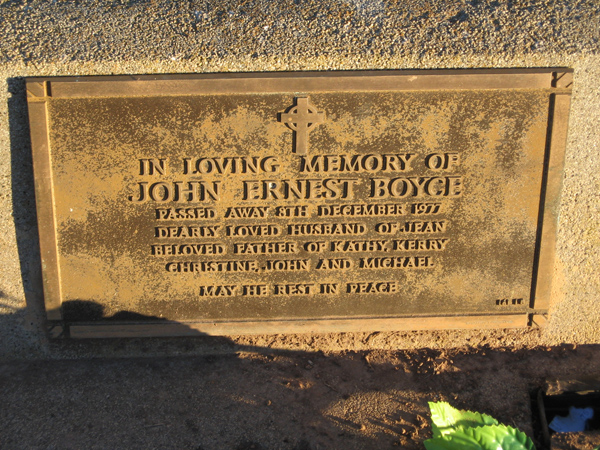 IN LOVING MEMORY OF
JOHN ERNEST BOYCE
PASSED AWAY 8TH DECEMBER 1977
DEARLY LOVED HUSBAND OF JEAN
BELOVED FATHER OF KATHY, KERRY
CHRISTINE, JOHN AND MICHAEL
MAY HE REST IN PEACE